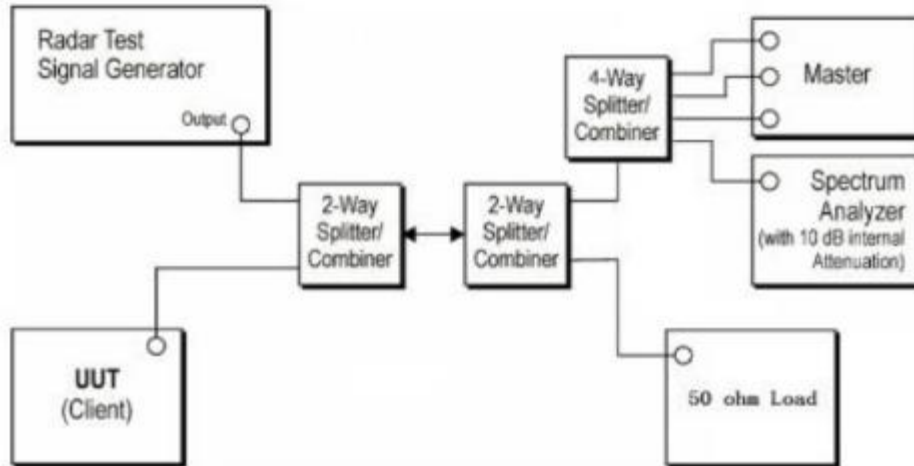 Radar Test
Signal Generator
Output
2-Way
Splitter/
Combiner
2-Way
Splitter/
Combiner
4-Way
Splitter/
Combiner
Master
Spectrum
Analyzer
(with 10 dB internal
Attenuation)
UUT
(Client)
50 ohm Load